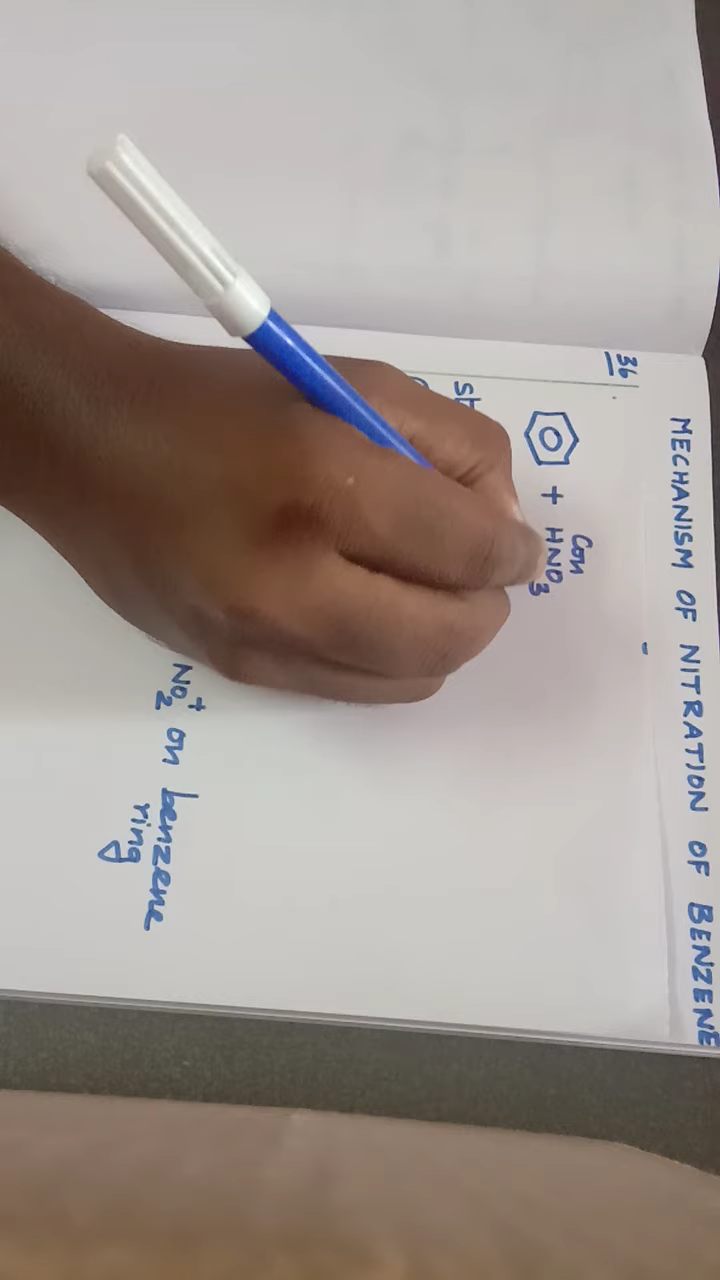 MECHANISM OF NITRATION OF BENZENE
36
Con
+ HNO3
NO2+ on benzene
ring